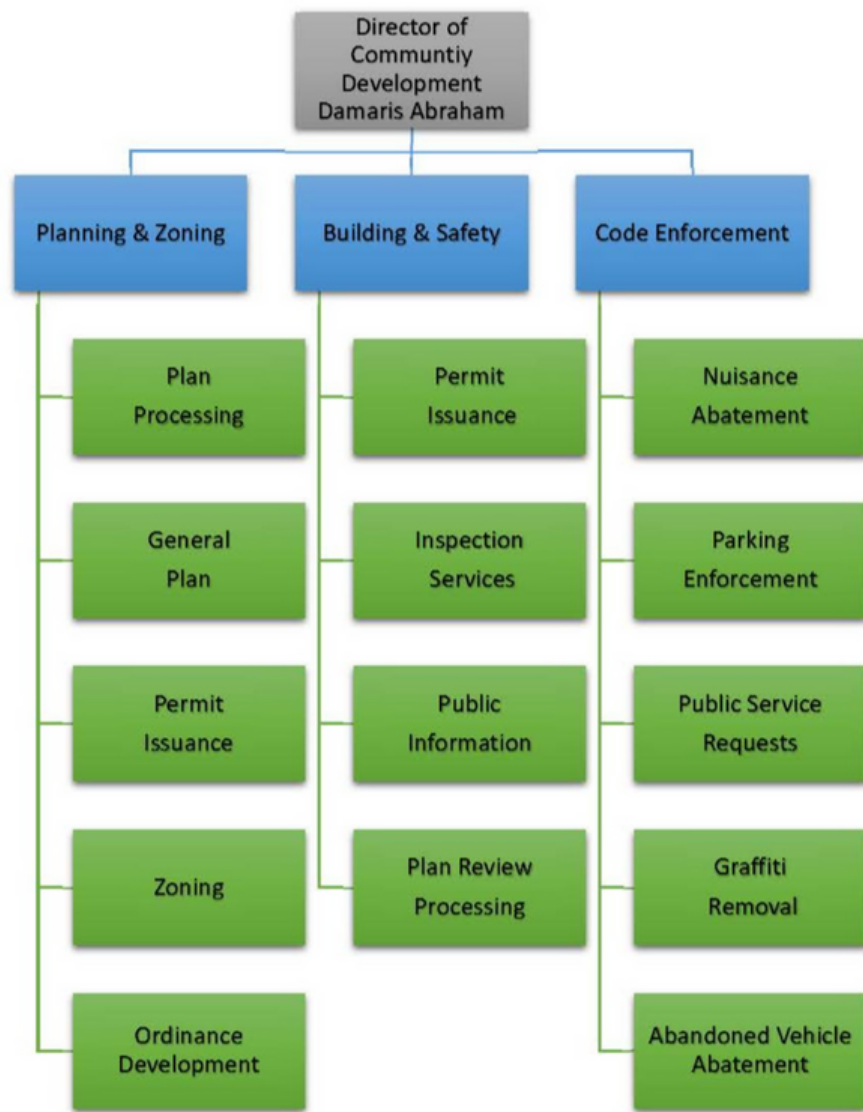 Director of
Communtiy
Development
Damaris Abraham
Planning & Zoning
Building & Safety
Code Enforcement
Plan
Processing
General
Plan
Permit
Issuance
Zoning
Ordinance
Development
Permit
Issuance
Inspection
Services
Public
Information
Plan Review
Processing
Nuisance
Abatement
Parking
Enforcement
Public Service
Requests
Graffiti
Removal
Abandoned Vehicle
Abatement